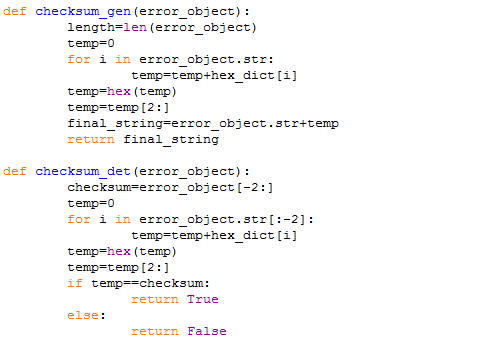 def checksum_gen(error_object):
length=len(error_object)
temp=0
for i in error_object.str:
temp=temp+hex_dict[i]
temp=hex(temp)
temp=temp[2:]
final_string=error_object.str+temp
return final_string
def checksum_det(error_object):
checksum=error_object[-2:]
temp=0
for i in error_object.str[:-2]:
temp=temp+hex_dict[i]
temp=hex(temp)
temp=temp[2:]
if temp==checksum:
return True
else:
return False